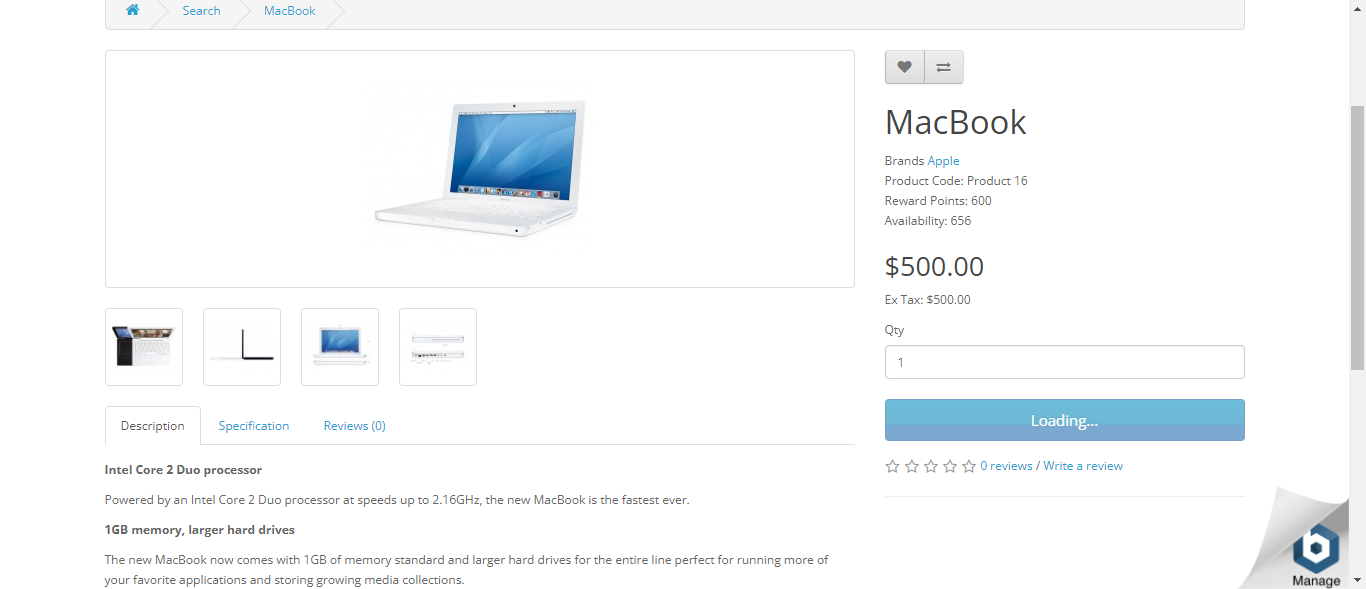 Search
MacBook
MacBook
Brands Apple
Product Code: Product 16
Reward Points: 600
Availability: 656
$500.00
Ex Tax: $500.00
Qty
1
Loading...
0 reviews / Write a review
Description
Specification
Reviews (0)
Intel Core 2 Duo processor
Powered by an Intel Core 2 Duo processor at speeds up to 2.16GHz, the new MacBook is the fastest ever.
1GB memory, larger hard drives
The new MacBook now comes with 1GB of memory standard and larger hard drives for the entire line perfect for running more of
your favorite applications and storing growing media collections.
Manage